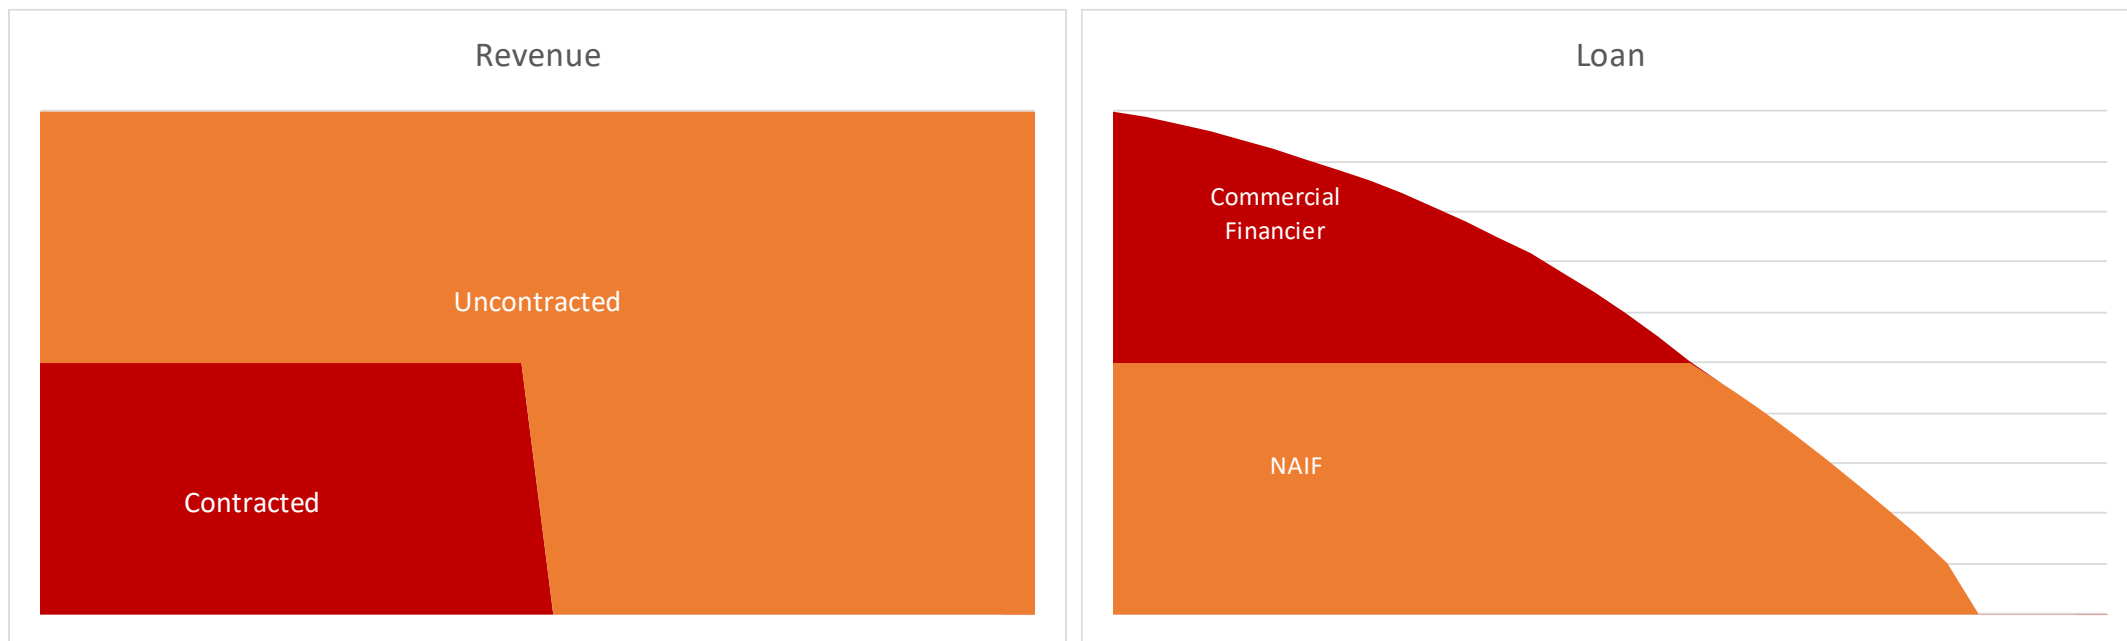 Revenue
Uncontracted
Contracted
Loan
Commercial
Financier
NAIF